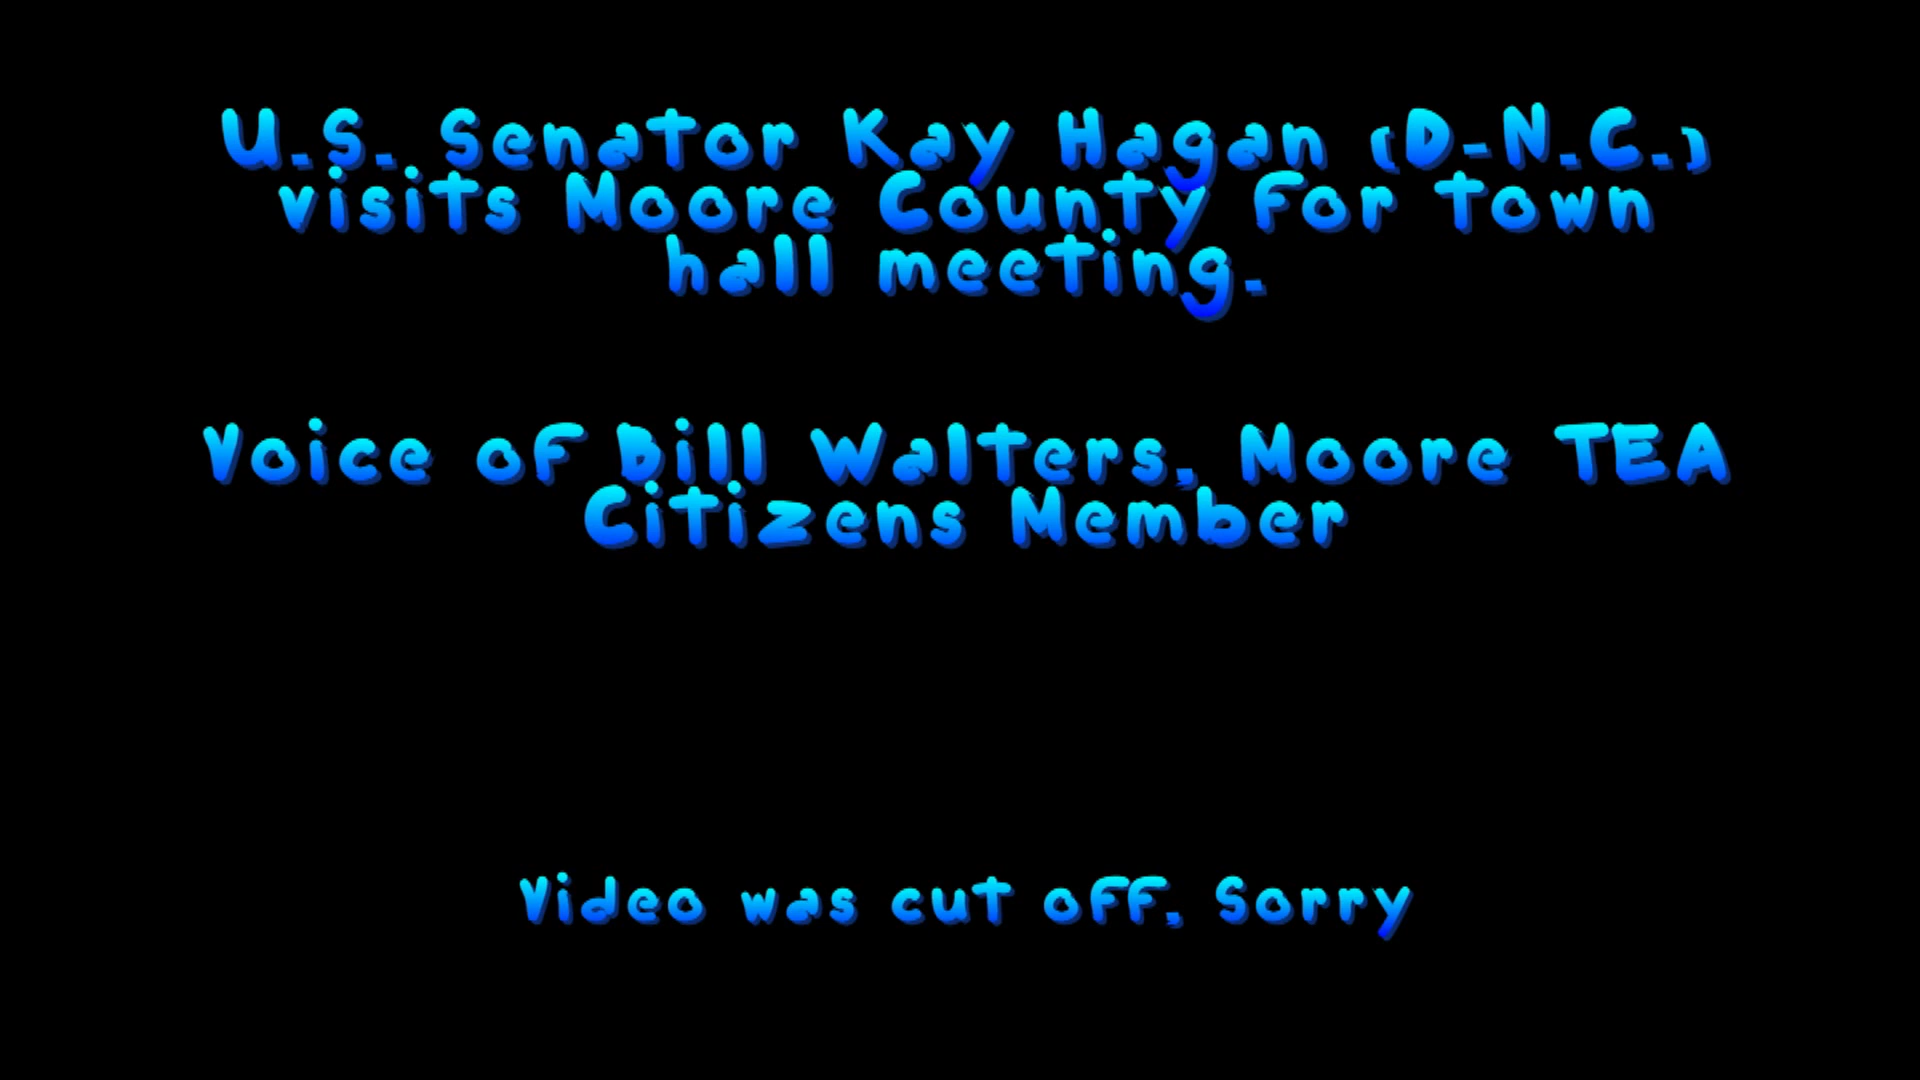 U.S. Senator Kay Hagan (D-N.C.)
visits Moore County for town
hall meeting.
Voice of Bill Walters, Moore TEA
Citizens Member
Video was cut off, Sorry